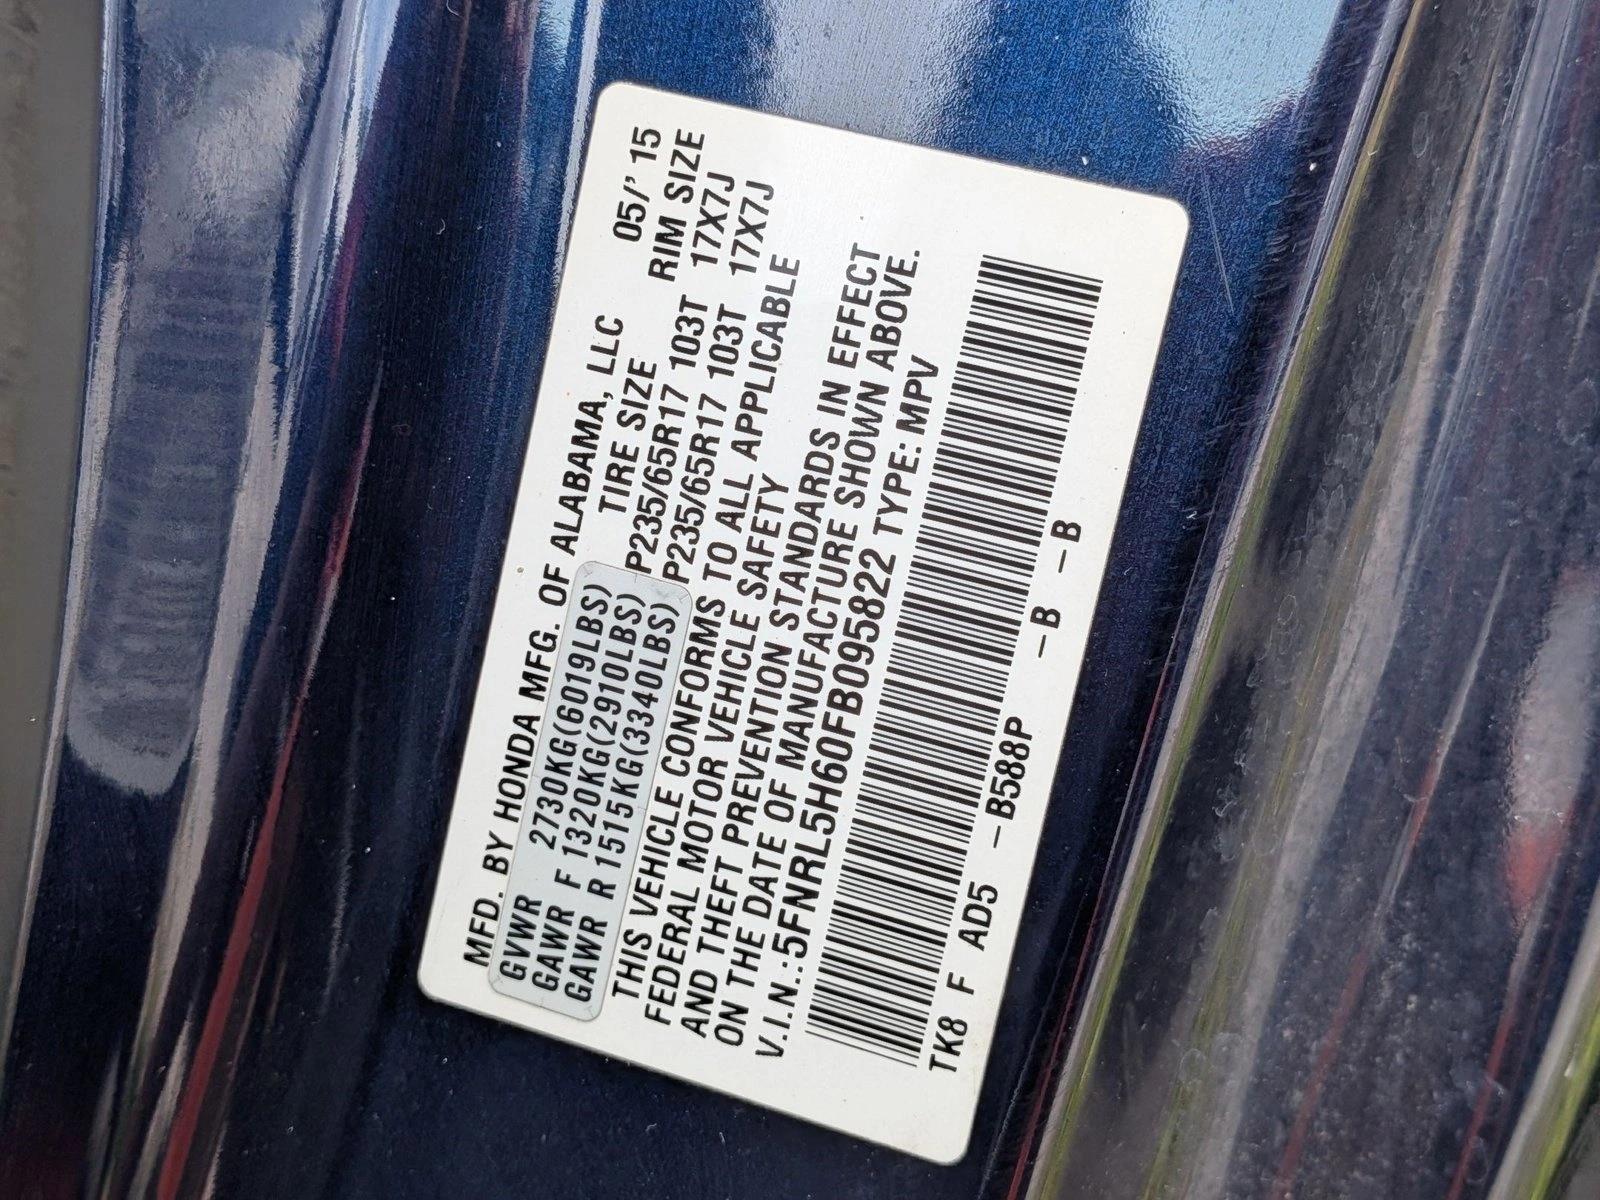 MFD. BY HONDA MFG. OF ALABAMA, LLC 05/' 15
TIRE SIZE RIM SIZE
GVWR 2730KG(6019LBS)
GAWR F 1320KG(2910LBS) P235/65R17 103T 17X7J
GAWR R 1515KG(3340LBS) P235/65R17 103T 17X7J
THIS VEHICLE CONFORMS TO ALL APPLICABLE
FEDERAL MOTOR VEHICLE SAFETY
AND THEFT PREVENTION STANDARDS IN EFFECT
ON THE DATE OF MANUFACTURE SHOWN ABOVE.
V.I.N.:5FNRL5H60FB095822 TYPE: MPV
TK8 F AD5 –B588P –B –B